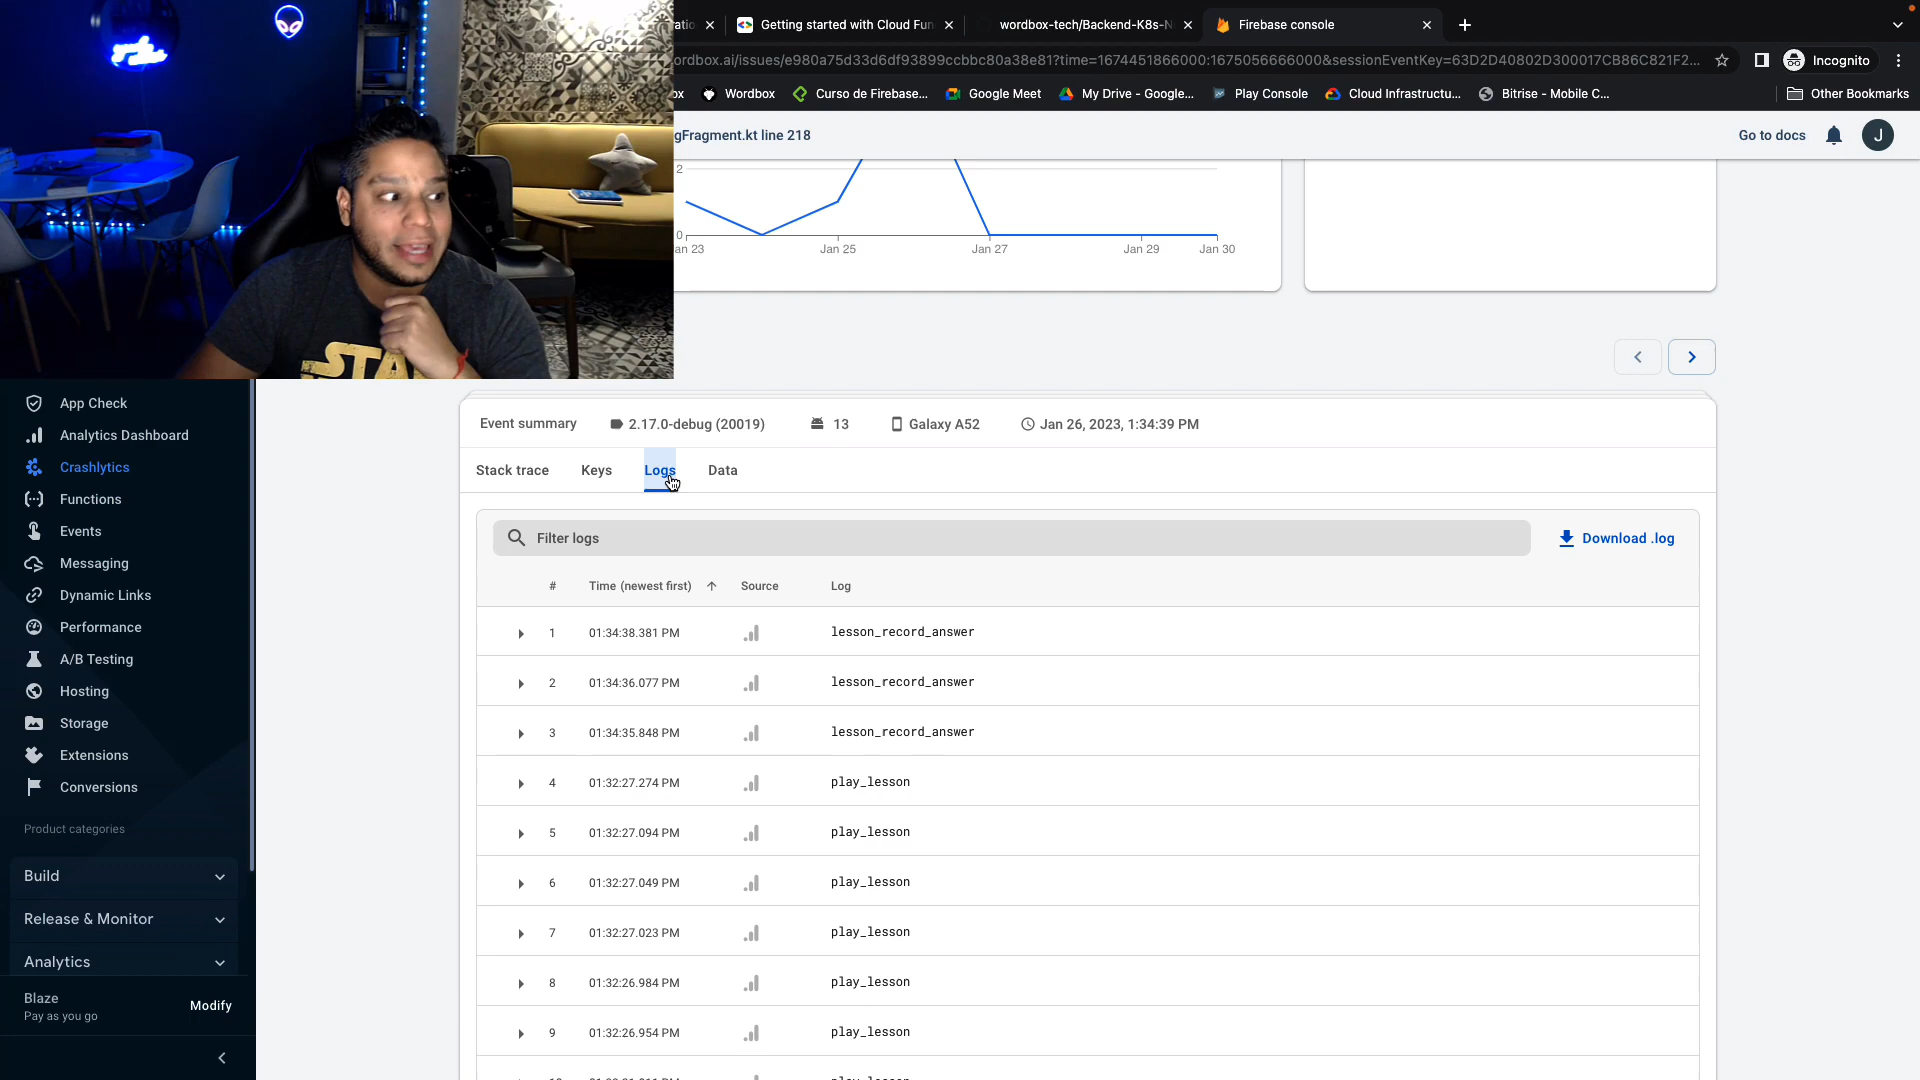 Getting started with Cloud Fun
wordbox-tech/Backend-K8s-N
Firebase console
ordbox.ai/issues/e980a75d33d6df93899ccbbc80a38e81?time=1674451866000:1675056666000&sessionEventKey=63D2D40802D300017CB86C821F2...
Incognito
Wordbox
Curso de Firebase...
Google Meet
My Drive - Google...
Play Console
Cloud Infrastructu...
Bitrise - Mobile C...
Other Bookmarks
gFragment.kt line 218
Go to docs
J
2
0
an 23
Jan 25
Jan 27
Jan 29
Jan 30
App Check
Analytics Dashboard
Crashlytics
Functions
Events
Messaging
Dynamic Links
Performance
A/B Testing
Hosting
Storage
Extensions
Conversions
Product categories
Build
Release & Monitor
Analytics
Blaze
Pay as you go
Modify
Event summary
2.17.0-debug (20019)
13
Galaxy A52
Jan 26, 2023, 1:34:39 PM
Stack trace
Keys
Logs
Data
Filter logs
Download .log
# Time (newest first) Source Log
1 01:34:38.381 PM lesson_record_answer
2 01:34:36.077 PM lesson_record_answer
3 01:34:35.848 PM lesson_record_answer
4 01:32:27.274 PM play_lesson
5 01:32:27.094 PM play_lesson
6 01:32:27.049 PM play_lesson
7 01:32:27.023 PM play_lesson
8 01:32:26.984 PM play_lesson
9 01:32:26.954 PM play_lesson